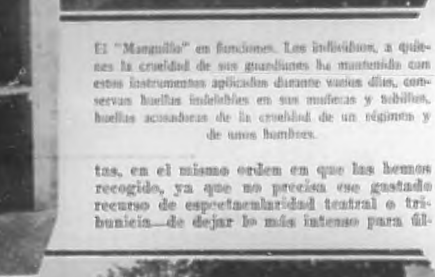 El "Manguillo" en funciones. Los individuos, a quie-
nes la crueldad de sus guardianes ha mantenido con
estos instrumentos aplicados durante varios días, con-
servan huellas indelebles en sus muñecas y tobillos,
huellas acusadoras de la crueldad de un régimen y
de unos hombres.
tas, en el mismo orden en que las hemos
recogido, ya que no precisa ese gastado
recurso de espectacularidad teatral o tri-
bunicia—de dejar lo más intenso para úl-